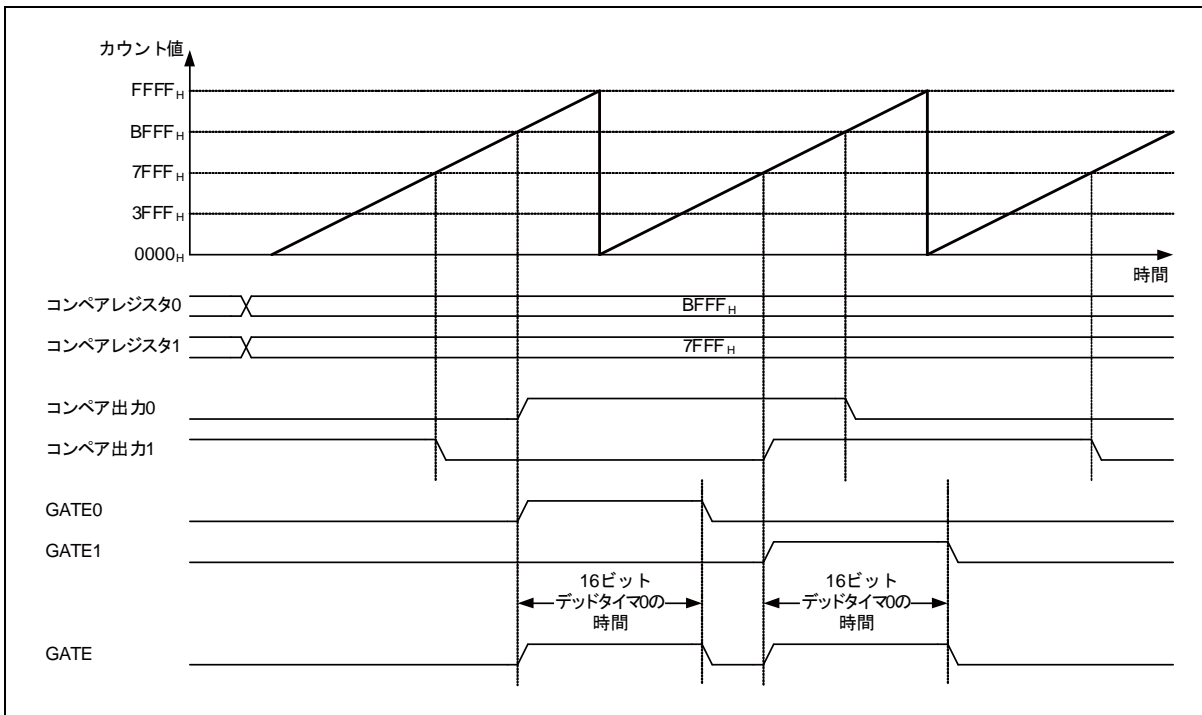 カウント値
FFFFH
BFFFH
7FFFH
3FFFH
0000H
時間
コンペアレジスタ0
BFFFH
コンペアレジスタ1
7FFFH
コンペア出力0
コンペア出力1
GATE0
GATE1
16ビット
デッドタイマ0の
時間
16ビット
デッドタイマ0の
時間
GATE